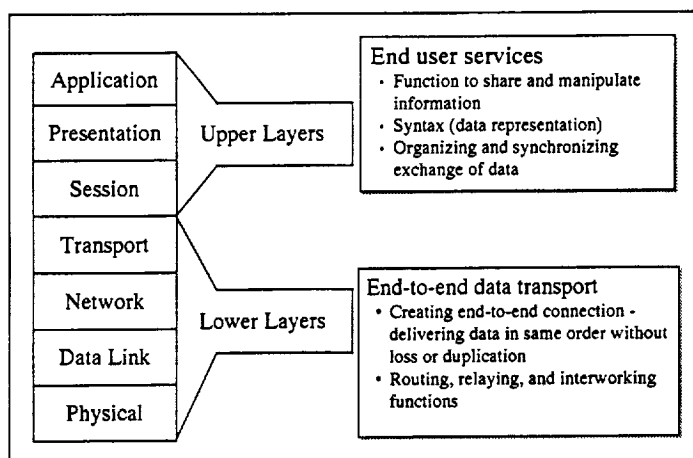 Application
Presentation
Session
Transport
Network
Data Link
Physical
Upper Layers
Lower Layers
End user services
· Function to share and manipulate
information
· Syntax (data representation)
· Organizing and synchronizing
exchange of data
End-to-end data transport
• Creating end-to-end connection -
delivering data in same order without
loss or duplication
• Routing, relaying, and interworking
functions